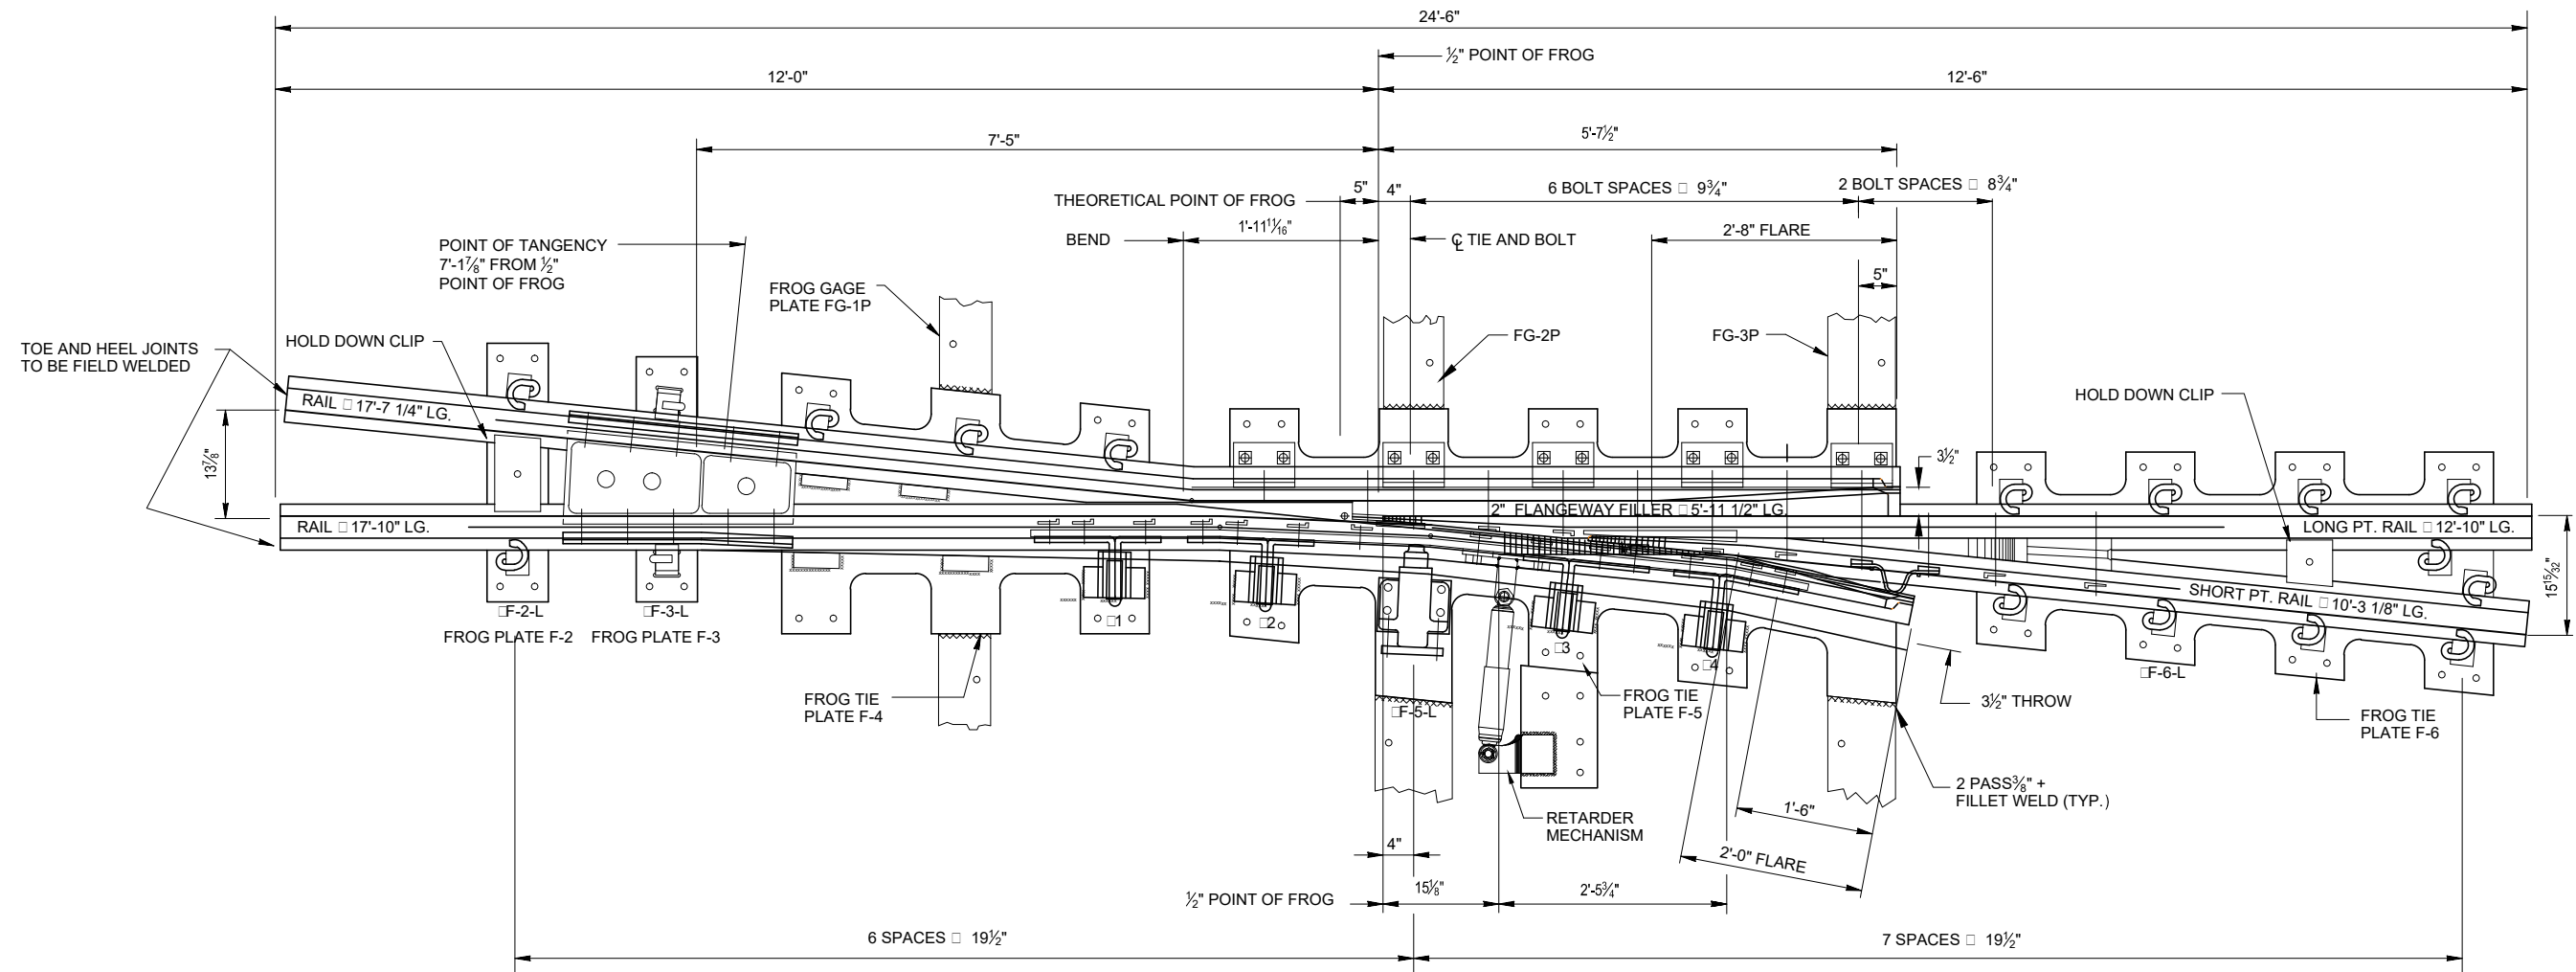 24'-6"
½" POINT OF FROG
12'-0"
12'-6"
7'-5"
5'-7½"
5"
4"
6 BOLT SPACES □ 9¾"
2 BOLT SPACES □ 8¾"
THEORETICAL POINT OF FROG
1'-11¹¹⁄₁₆"
BEND
℄ TIE AND BOLT
2'-8" FLARE
POINT OF TANGENCY
7'-1⅞" FROM ½"
POINT OF FROG
5"
FROG GAGE
PLATE FG-1P
FG-2P
FG-3P
TOE AND HEEL JOINTS
TO BE FIELD WELDED
HOLD DOWN CLIP
HOLD DOWN CLIP
RAIL □ 17'-7 1/4" LG.
13⅞"
3½"
2" FLANGEWAY FILLER □ 5'-11 1/2" LG.
RAIL □ 17'-10" LG.
LONG PT. RAIL □ 12'-10" LG.
15¹⁵⁄₃₂"
SHORT PT. RAIL □ 10'-3 1/8" LG.
□F-2-L
□F-3-L
□1
□2
□3
□4
FROG PLATE F-2
FROG PLATE F-3
□F-6-L
FROG TIE
PLATE F-4
□F-5-L
FROG TIE
PLATE F-5
3½" THROW
FROG TIE
PLATE F-6
2 PASS⅜" +
FILLET WELD (TYP.)
RETARDER
MECHANISM
1'-6"
4"
2'-0" FLARE
½" POINT OF FROG
15⅛"
2'-5¾"
6 SPACES □ 19½"
7 SPACES □ 19½"